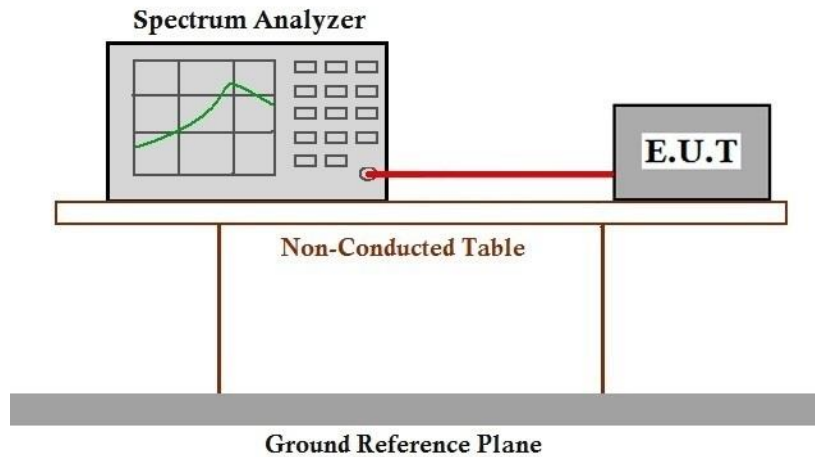 Spectrum Analyzer
E.U.T
Non-Conducted Table
Ground Reference Plane